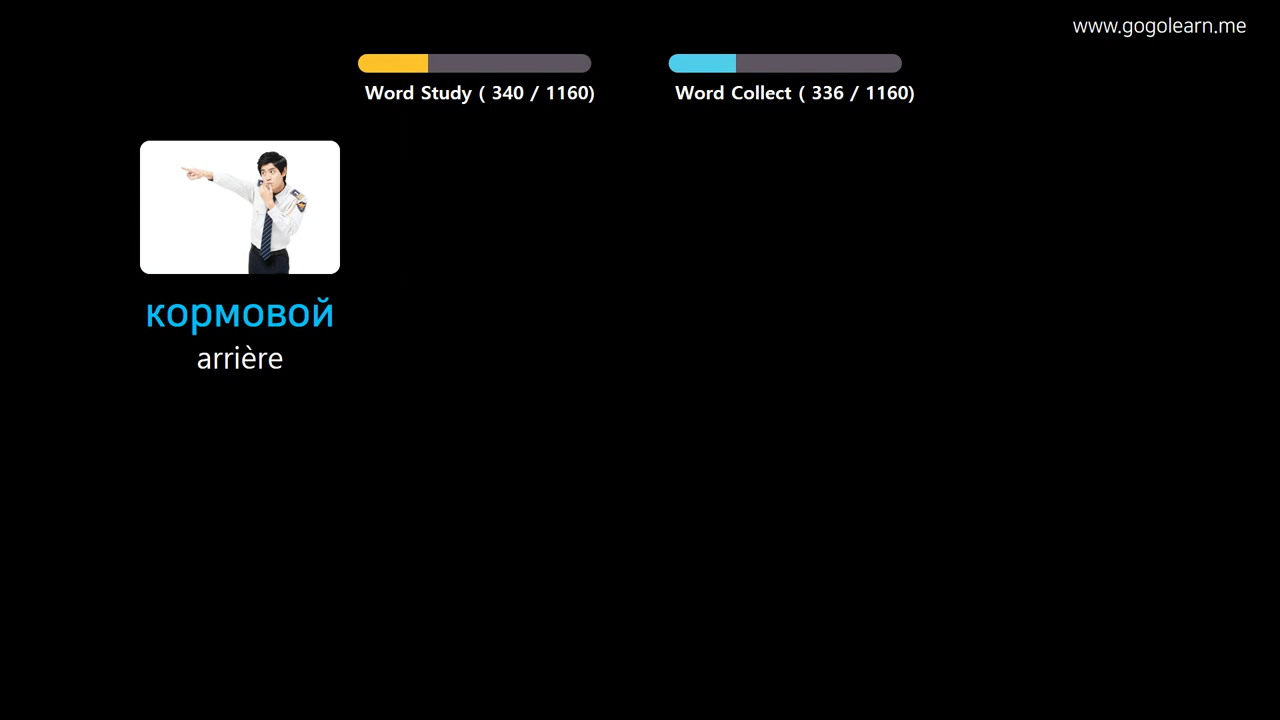 www.gogolearn.me
Word Study ( 340 / 1160)
Word Collect ( 336 / 1160)
кормовой
arrière